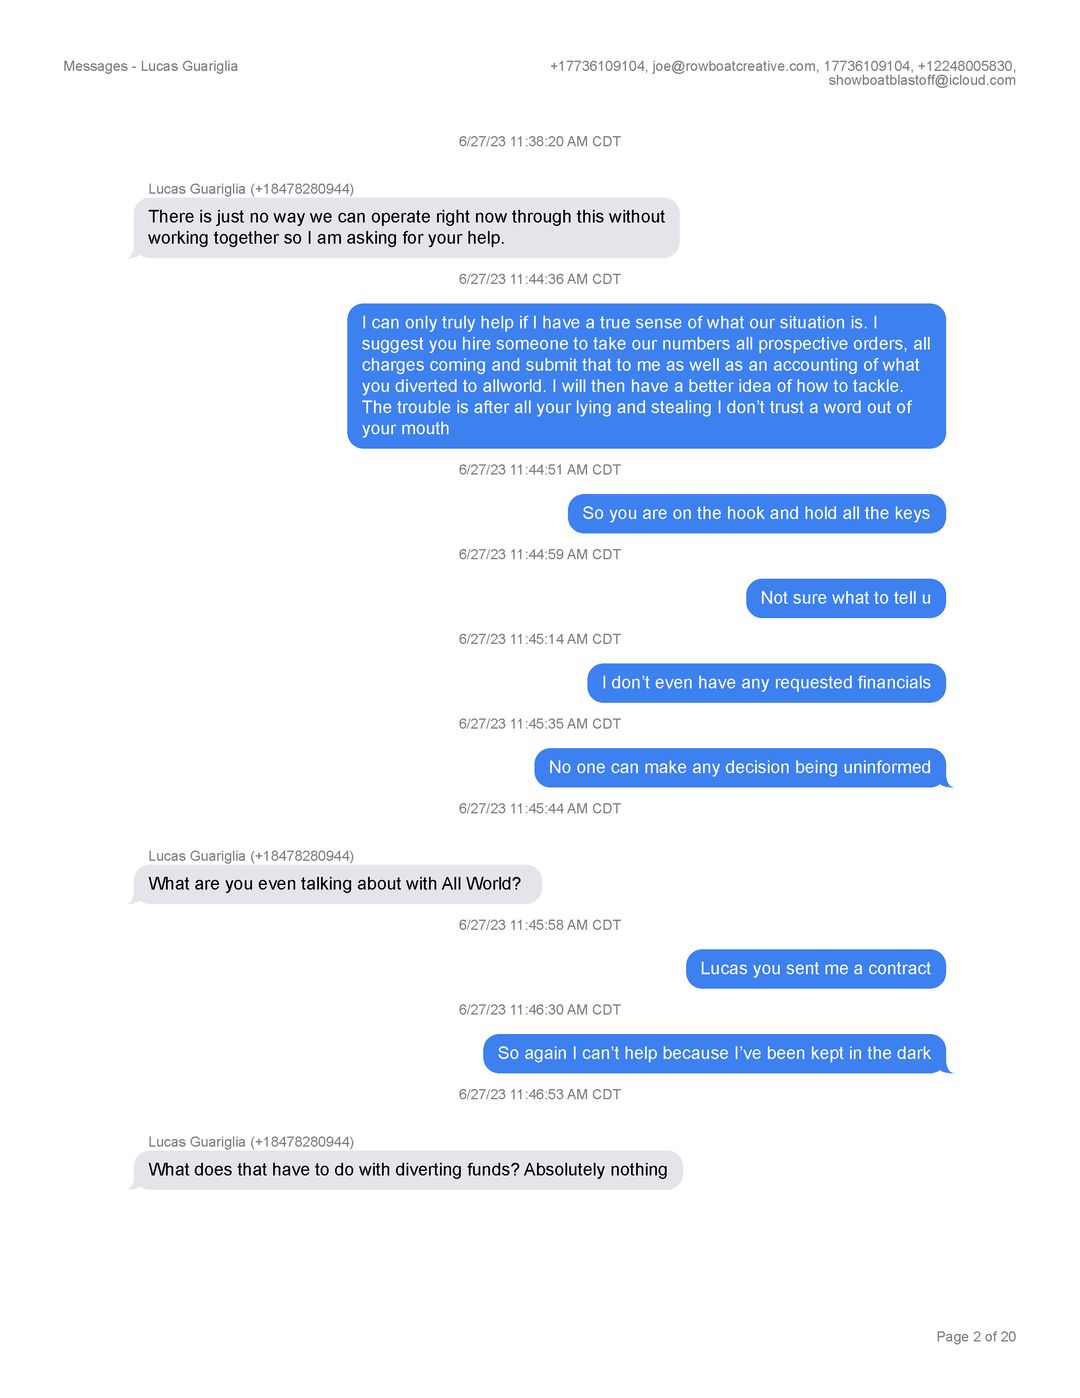 Messages - Lucas Guariglia
+17736109104, joe@rowboatcreative.com, 17736109104, +12248005830,
showboatblastoff@icloud.com
6/27/23 11:38:20 AM CDT
Lucas Guariglia (+18478280944)
There is just no way we can operate right now through this without
working together so I am asking for your help.
6/27/23 11:44:36 AM CDT
I can only truly help if I have a true sense of what our situation is. I
suggest you hire someone to take our numbers all prospective orders, all
charges coming and submit that to me as well as an accounting of what
you diverted to allworld. I will then have a better idea of how to tackle.
The trouble is after all your lying and stealing I don’t trust a word out of
your mouth
6/27/23 11:44:51 AM CDT
So you are on the hook and hold all the keys
6/27/23 11:44:59 AM CDT
Not sure what to tell u
6/27/23 11:45:14 AM CDT
I don’t even have any requested financials
6/27/23 11:45:35 AM CDT
No one can make any decision being uninformed
6/27/23 11:45:44 AM CDT
Lucas Guariglia (+18478280944)
What are you even talking about with All World?
6/27/23 11:45:58 AM CDT
Lucas you sent me a contract
6/27/23 11:46:30 AM CDT
So again I can’t help because I’ve been kept in the dark
6/27/23 11:46:53 AM CDT
Lucas Guariglia (+18478280944)
What does that have to do with diverting funds? Absolutely nothing
Page 2 of 20